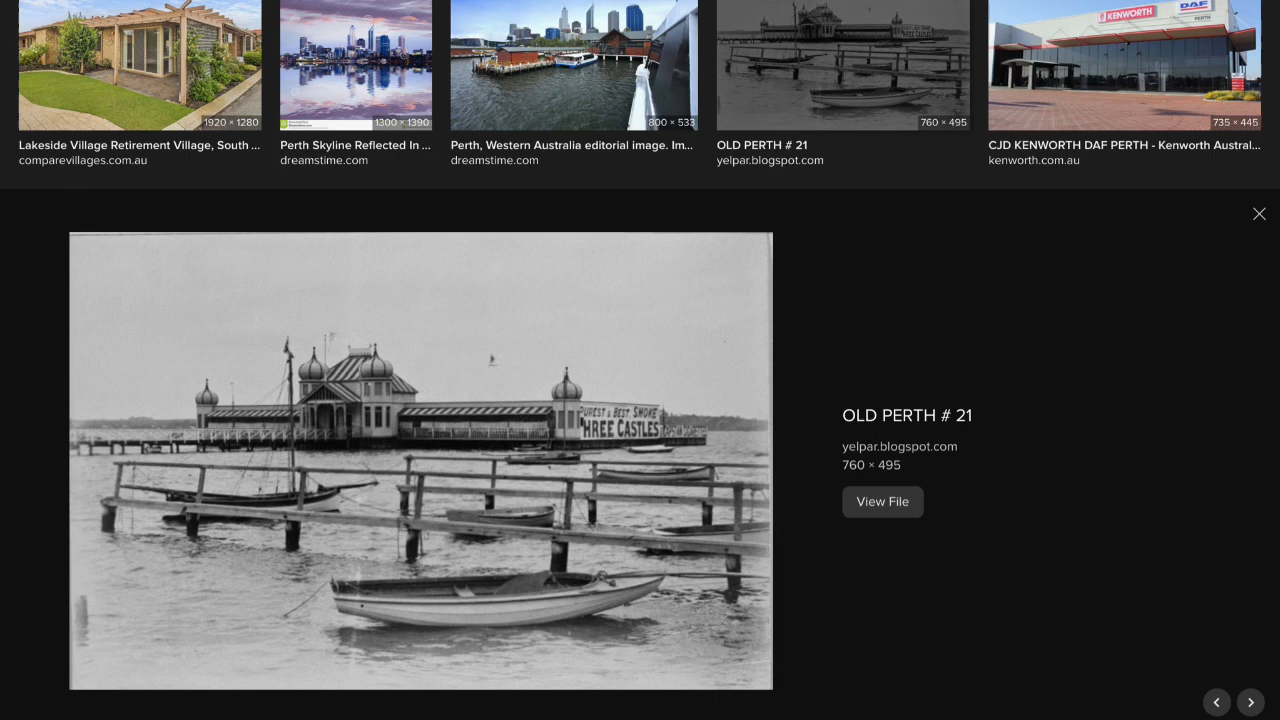 KENWORTH
DAF
PERTH
1920 × 1280
1300 × 1390
800 × 533
760 × 495
735 × 445
Lakeside Village Retirement Village, South ...
comparevillages.com.au
Perth Skyline Reflected In ...
dreamstime.com
Perth, Western Australia editorial image. Im...
dreamstime.com
OLD PERTH # 21
yelpar.blogspot.com
CJD KENWORTH DAF PERTH - Kenworth Austral...
kenworth.com.au
PUREST & BEST SMOKE
HREE CASTLES
OLD PERTH # 21
yelpar.blogspot.com
760 × 495
View File